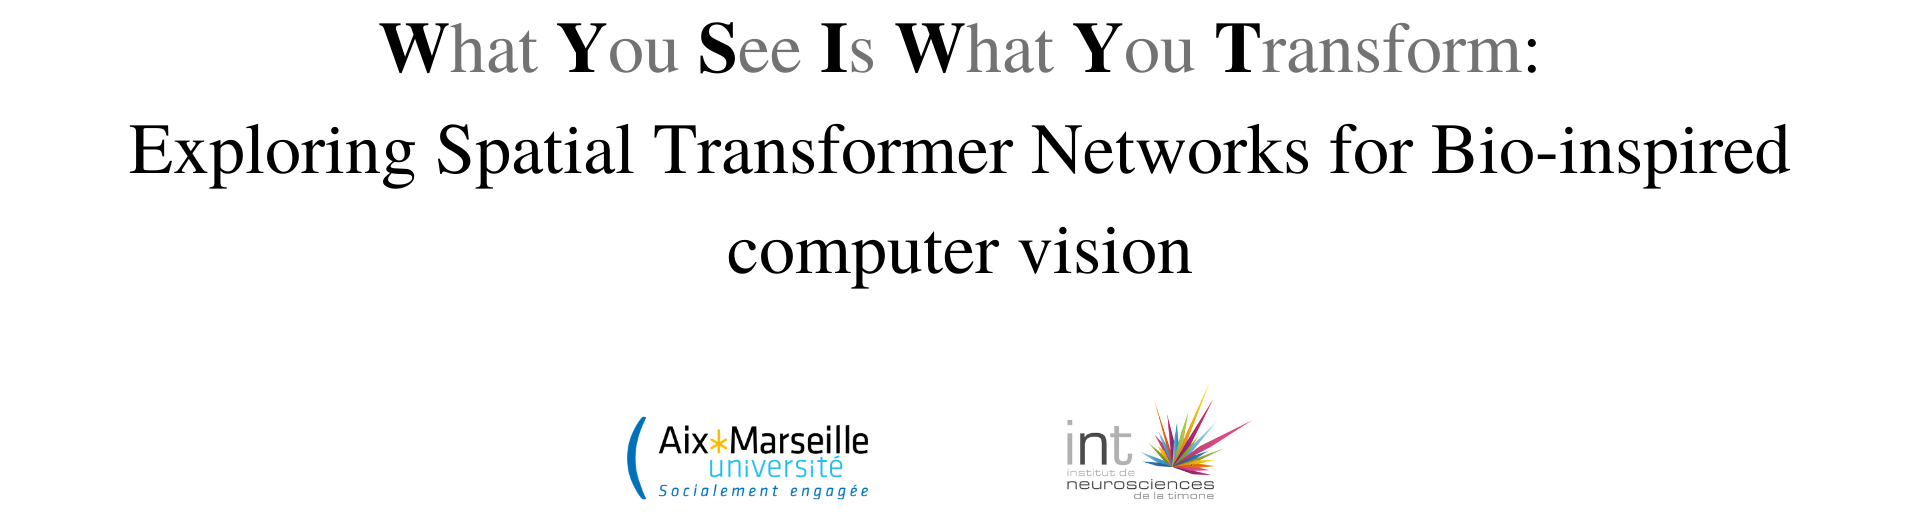 What You See Is What You Transform:
Exploring Spatial Transformer Networks for Bio-inspired
computer vision
Aix*Marseille
université
Socialement engagée
int
institut de
neurosciences
de la timone